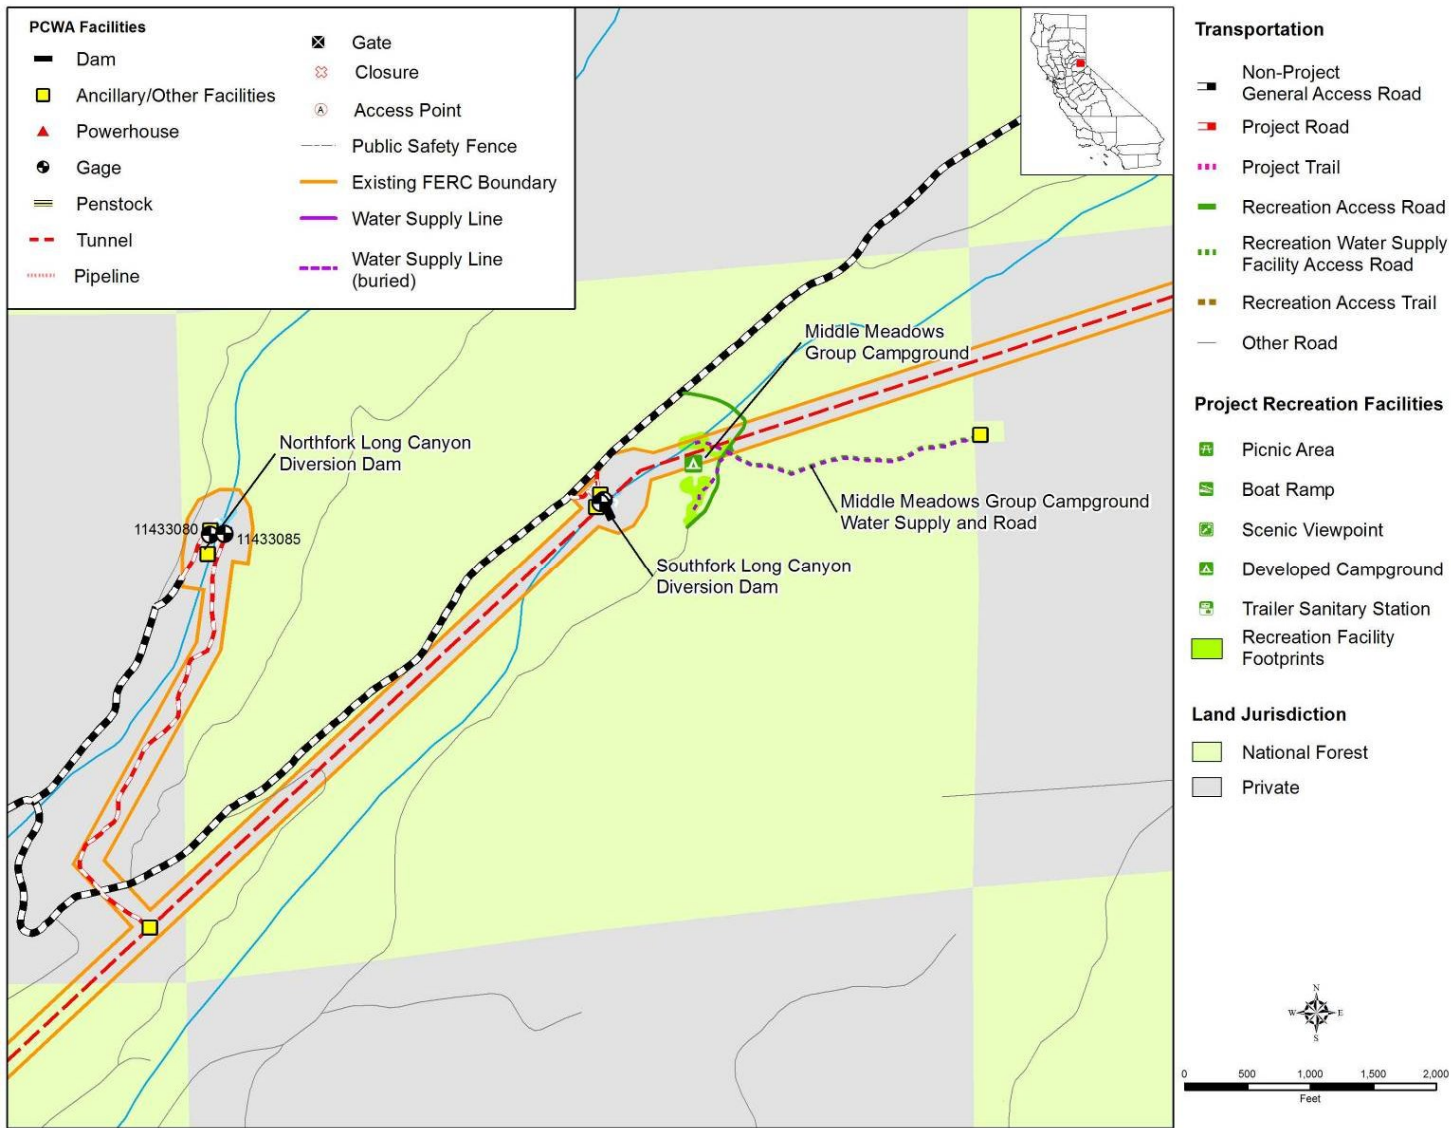 PCWA Facilities
Dam
Ancillary/Other Facilities
Powerhouse
Gage
Penstock
Tunnel
Pipeline
Gate
Closure
A
Access Point
Public Safety Fence
Existing FERC Boundary
Water Supply Line
Water Supply Line
(buried)
Middle Meadows
Group Campground
Northfork Long Canyon
Diversion Dam
11433080
11433085
Middle Meadows Group Campground
Water Supply and Road
Southfork Long Canyon
Diversion Dam
Transportation
Non-Project
General Access Road
Project Road
Project Trail
Recreation Access Road
Recreation Water Supply
Facility Access Road
Recreation Access Trail
Other Road
Project Recreation Facilities
Picnic Area
Boat Ramp
Scenic Viewpoint
Developed Campground
Trailer Sanitary Station
Recreation Facility
Footprints
Land Jurisdiction
National Forest
Private
N
W E
S
0 500 1,000 1,500 2,000
Feet